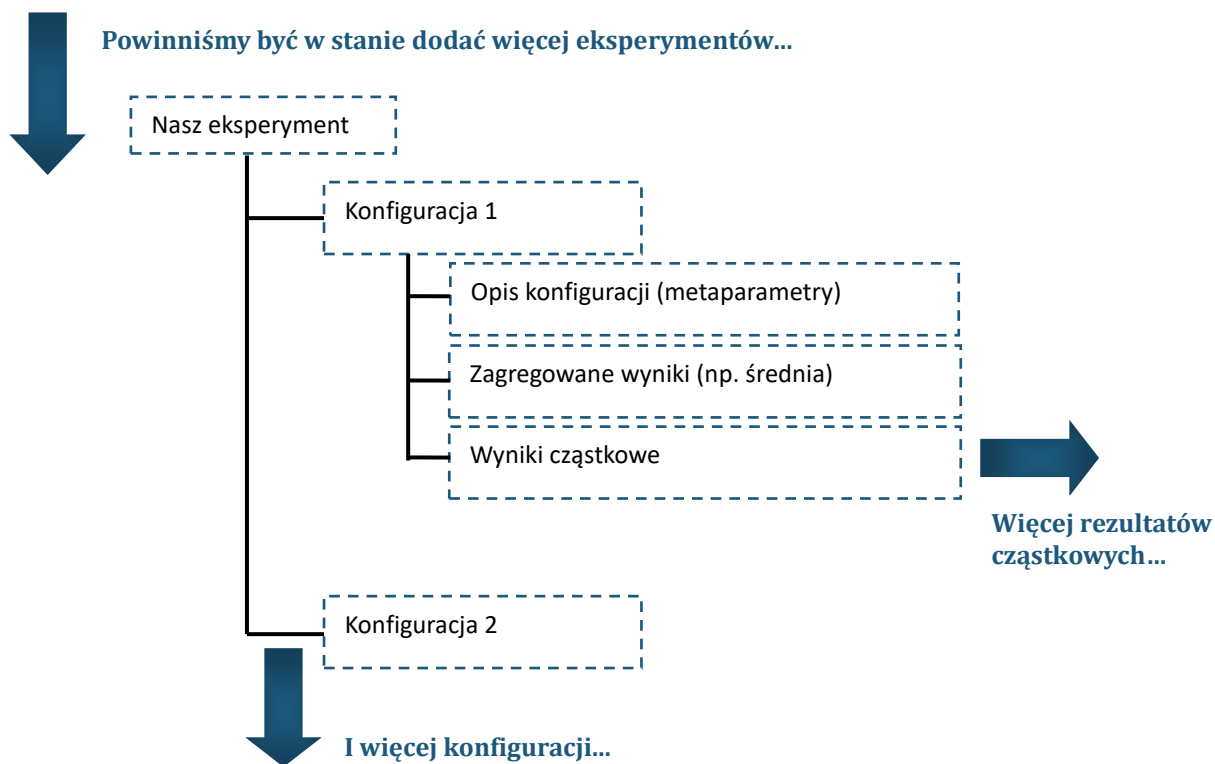 Powinniśmy być w stanie dodać więcej eksperymentów...
Nasz eksperyment
Konfiguracja 1
Opis konfiguracji (metaparametry)
Zagregowane wyniki (np. średnia)
Wyniki cząstkowe
Więcej rezultatów
cząstkowych...
Konfiguracja 2
I więcej konfiguracji...